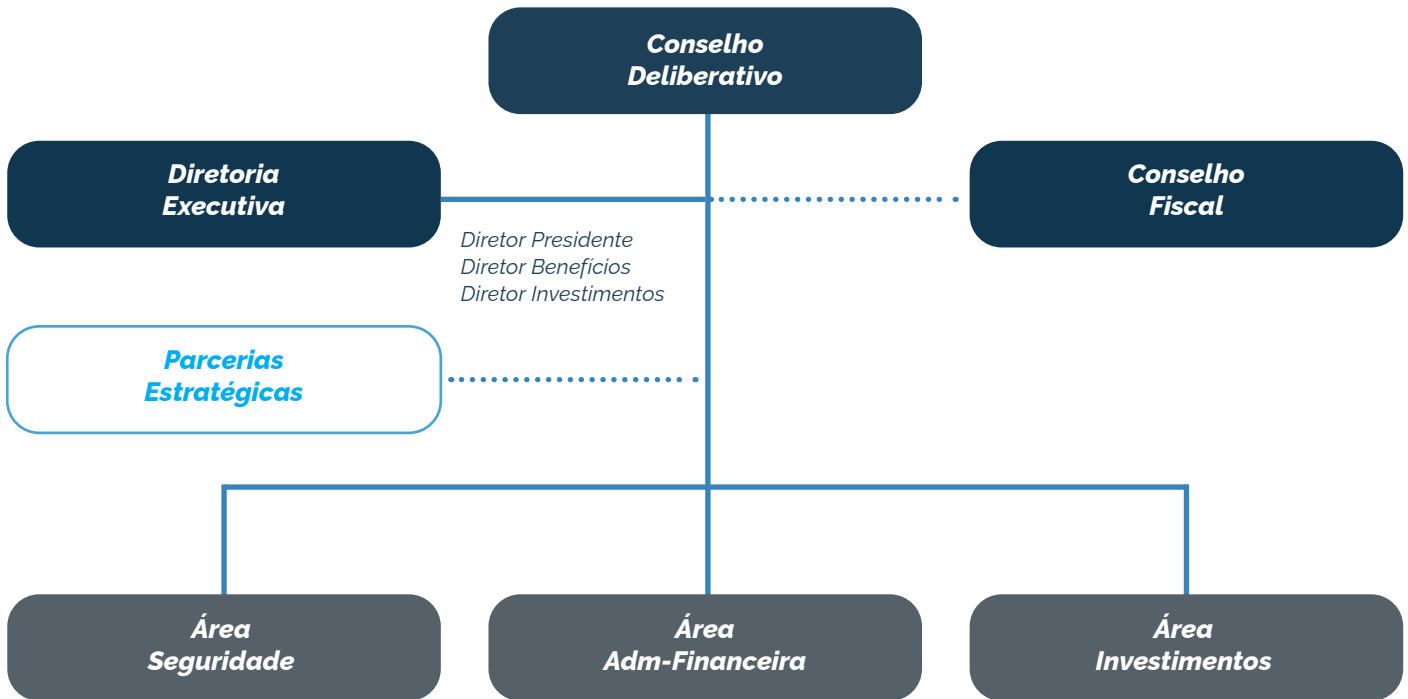 Conselho
Deliberativo
Diretoria
Executiva
Conselho
Fiscal
Diretor Presidente
Diretor Benefícios
Diretor Investimentos
Parcerias
Estratégicas
Área
Seguridade
Área
Adm-Financeira
Área
Investimentos